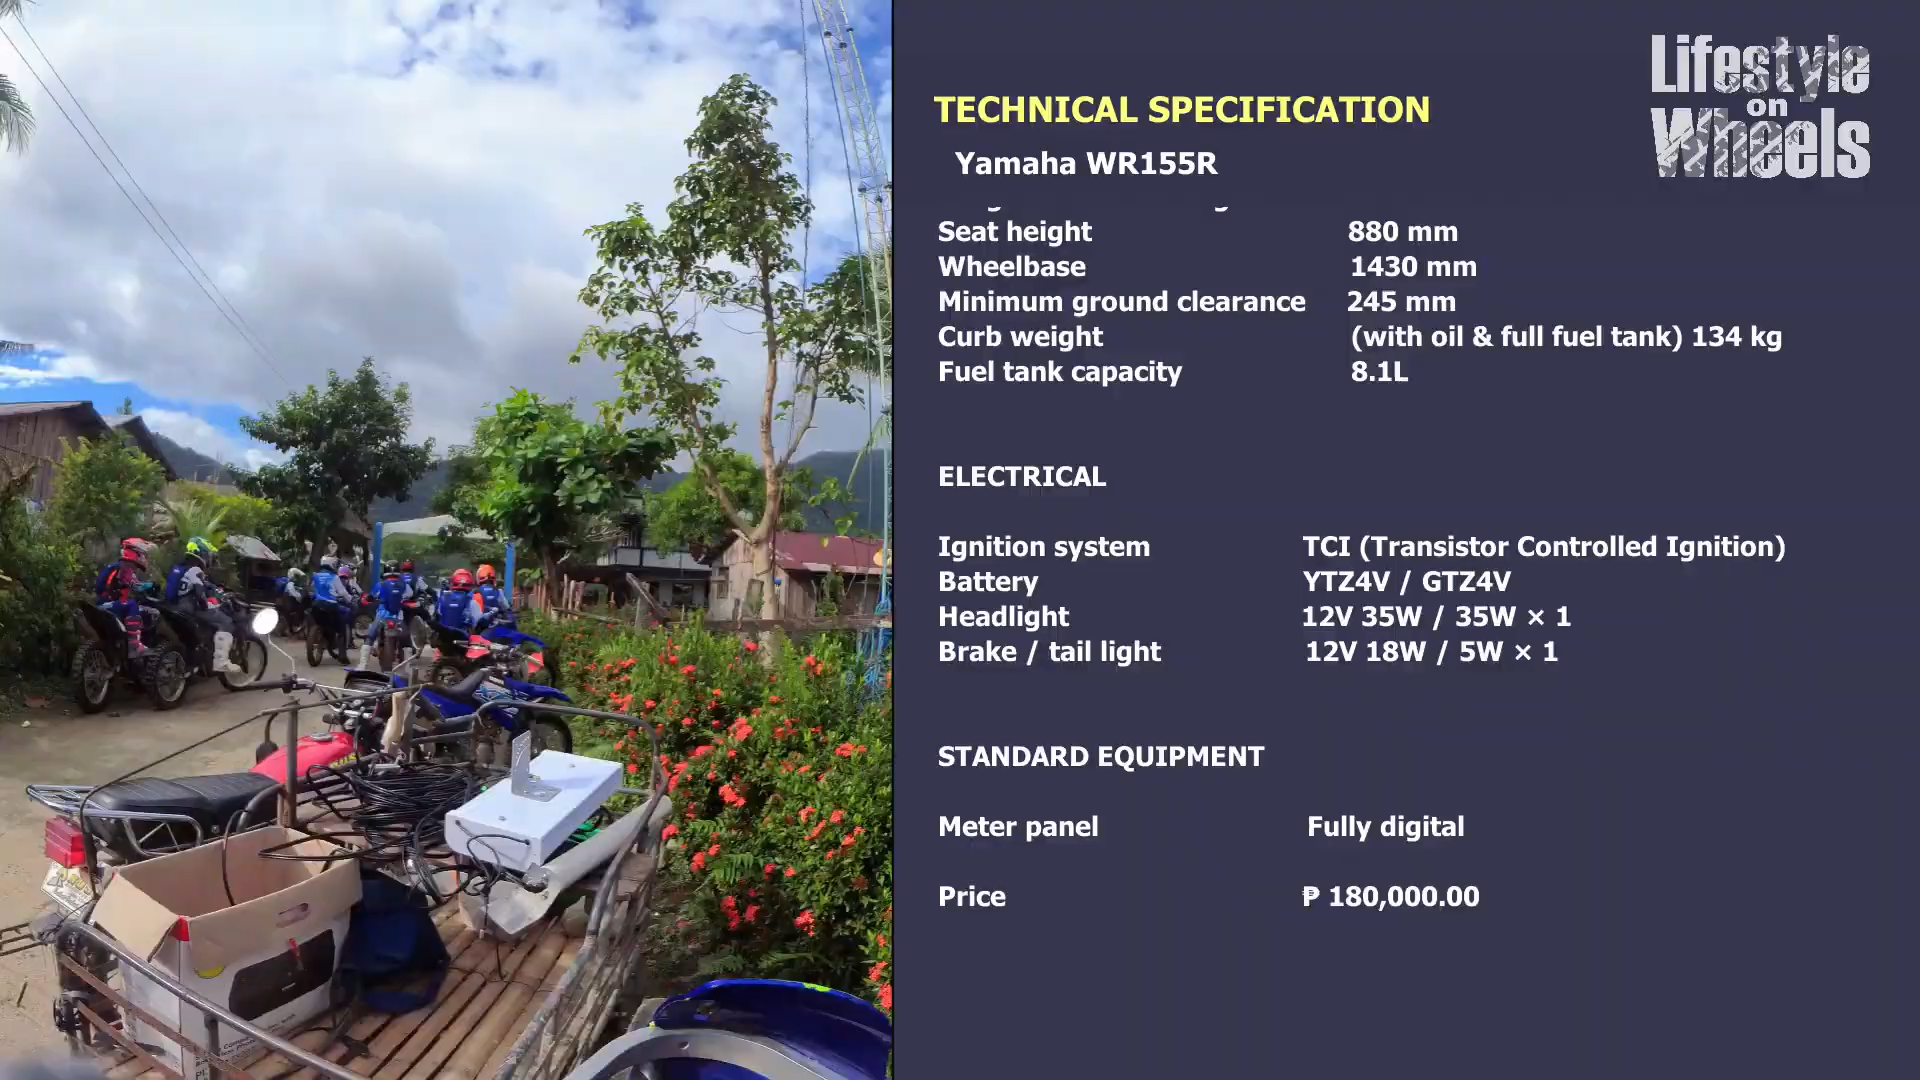 Lifestyle
on
Wheels
TECHNICAL SPECIFICATION
Yamaha WR155R
Seat height 880 mm
Wheelbase 1430 mm
Minimum ground clearance 245 mm
Curb weight (with oil & full fuel tank) 134 kg
Fuel tank capacity 8.1L
ELECTRICAL
Ignition system TCI (Transistor Controlled Ignition)
Battery YTZ4V / GTZ4V
Headlight 12V 35W / 35W × 1
Brake / tail light 12V 18W / 5W × 1
STANDARD EQUIPMENT
Meter panel Fully digital
Price ₱ 180,000.00